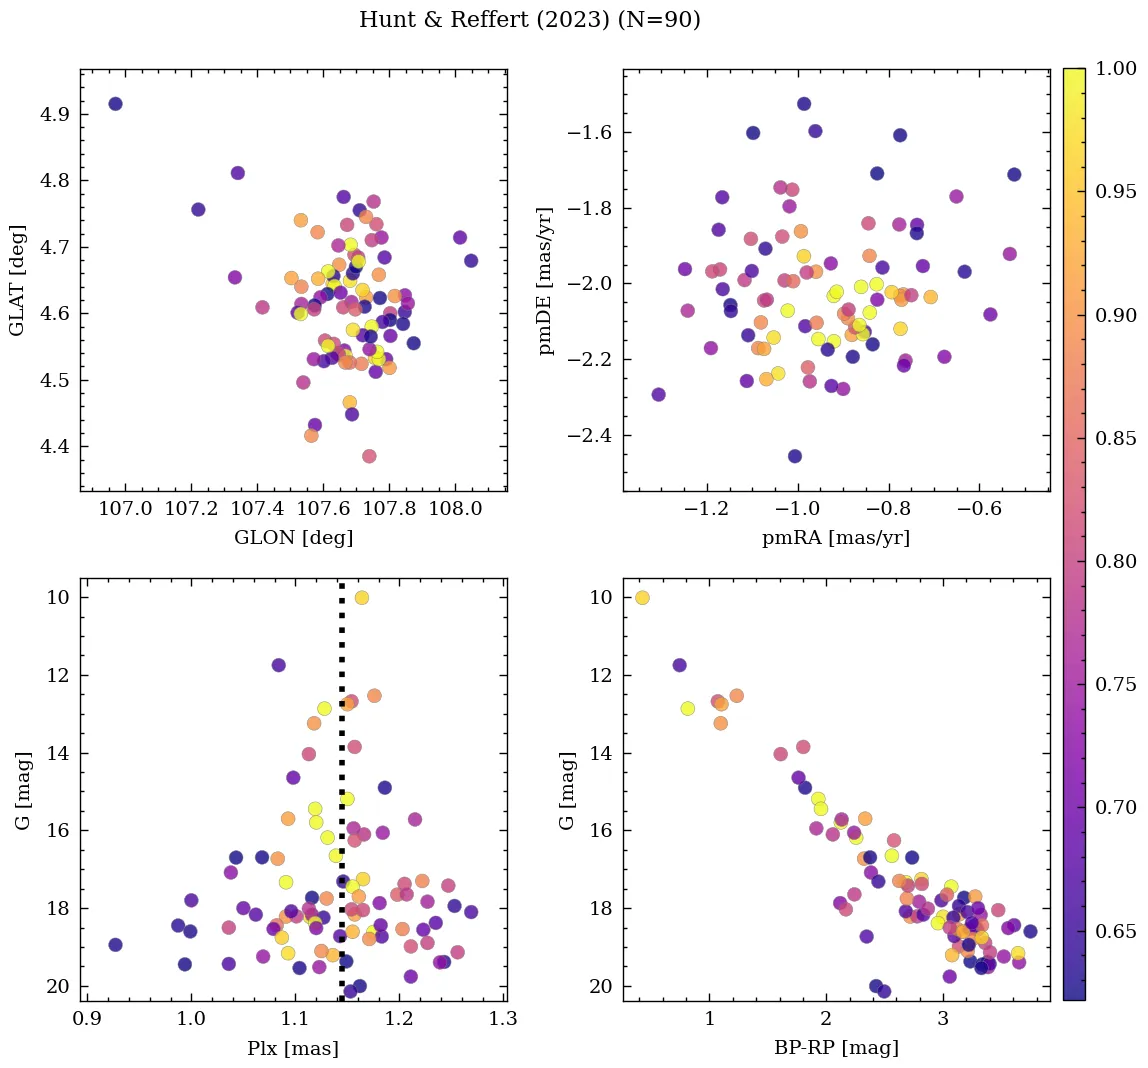 Hunt & Reffert (2023) (N=90)
4.9
4.8
4.7
4.6
4.5
4.4
GLAT [deg]
107.0 107.2 107.4 107.6 107.8 108.0
GLON [deg]
−1.6
−1.8
−2.0
−2.2
−2.4
pmDE [mas/yr]
−1.2 −1.0 −0.8 −0.6
pmRA [mas/yr]
1.00
0.95
0.90
0.85
0.80
0.75
0.70
0.65
10
12
14
16
18
20
G [mag]
0.9 1.0 1.1 1.2 1.3
Plx [mas]
10
12
14
16
18
20
G [mag]
1 2 3
BP-RP [mag]